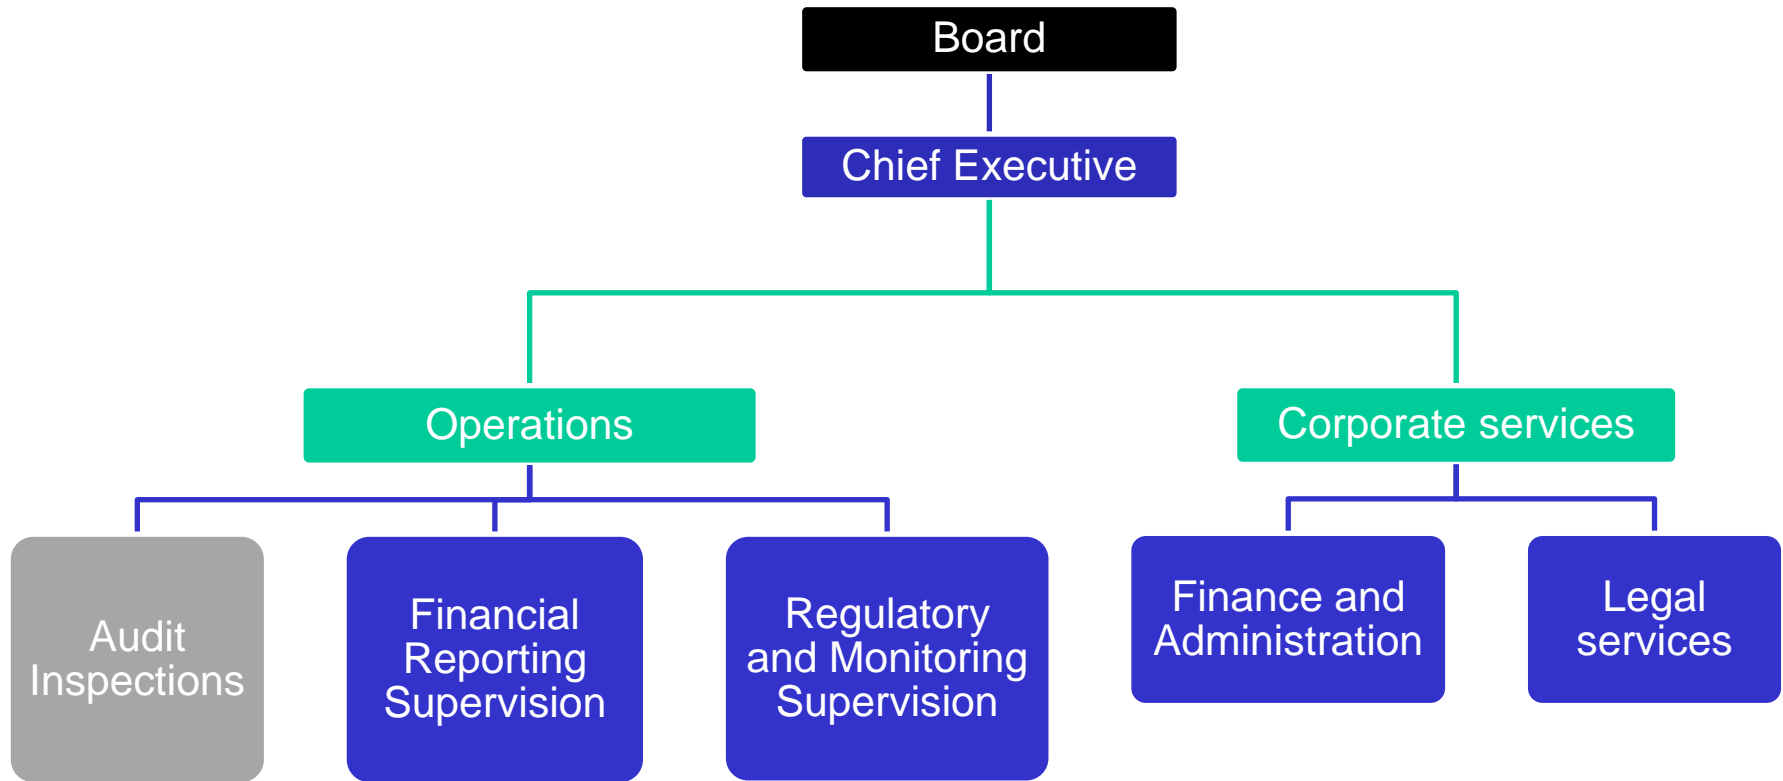 Board
Chief Executive
Operations
Corporate services
Audit
Inspections
Financial
Reporting
Supervision
Regulatory
and Monitoring
Supervision
Finance and
Administration
Legal
services